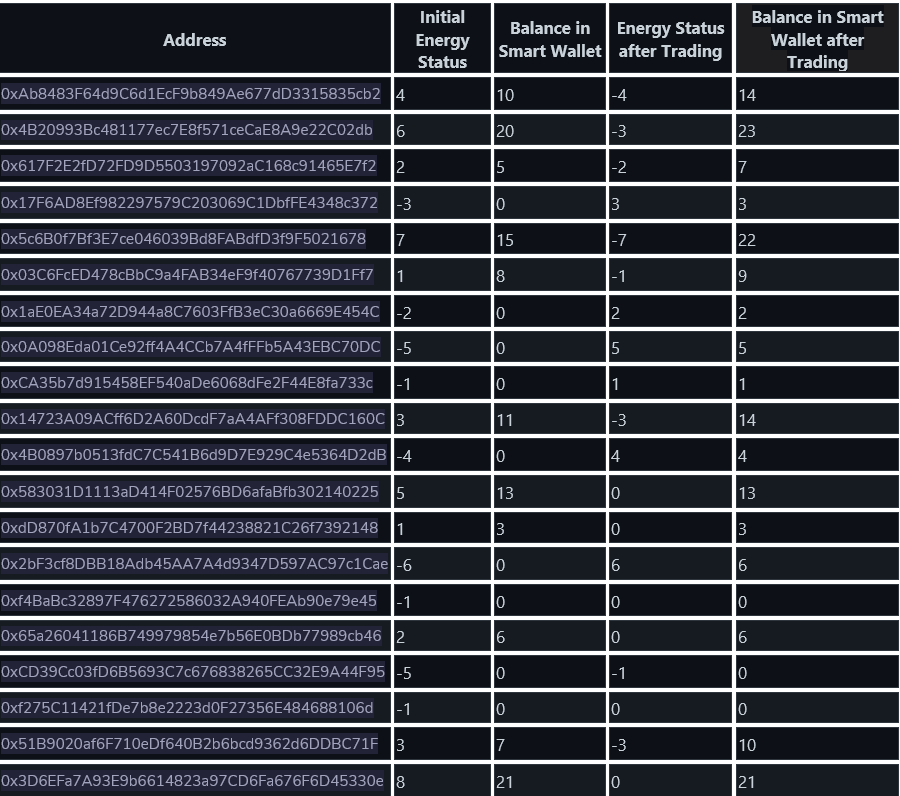 Address Initial Energy Status Balance in Smart Wallet Energy Status after Trading Balance in Smart Wallet after Trading
0xAb8483F64d9C6d1EcF9b849Ae677dD3315835cb2 4 10 -4 14
0x4B20993Bc481177ec7E8f571ceCaE8A9e22C02db 6 20 -3 23
0x617F2E2fD72FD9D5503197092aC168c91465E7f2 2 5 -2 7
0x17F6AD8Ef982297579C203069C1DbfFE4348c372 -3 0 3 3
0x5c6B0f7Bf3E7ce046039Bd8FABdfD3f9F5021678 7 15 -7 22
0x03C6FcED478cBbC9a4FAB34eF9f40767739D1Ff7 1 8 -1 9
0x1aE0EA34a72D944a8C7603FfB3eC30a6669E454C -2 0 2 2
0x0A098Eda01Ce92ff4A4CCb7A4fFFb5A43EBC70DC -5 0 5 5
0xCA35b7d915458EF540aDe6068dFe2F44E8fa733c -1 0 1 1
0x14723A09ACff6D2A60DcdF7aA4AFf308FDDC160C 3 11 -3 14
0x4B0897b0513fdC7C541B6d9D7E929C4e5364D2dB -4 0 4 4
0x583031D1113aD414F02576BD6afaBfb302140225 5 13 0 13
0xdD870fA1b7C4700F2BD7f44238821C26f7392148 1 3 0 3
0x2bF3cf8DBB18Adb45AA7A4d9347D597AC97c1Cae -6 0 6 6
0xf4BaBc32897F476272586032A940FEAb90e79e45 -1 0 0 0
0x65a26041186B749979854e7b56E0BDb77989cb46 2 6 0 6
0xCD39Cc03fD6B5693C7c676838265CC32E9A44F95 -5 0 -1 0
0xf275C11421fDe7b8e2223d0F27356E484688106d -1 0 0 0
0x51B9020af6F710eDf640B2b6bcd9362d6DDBC71F 3 7 -3 10
0x3D6EFa7A93E9b6614823a97CD6Fa676F6D45330e 8 21 0 21